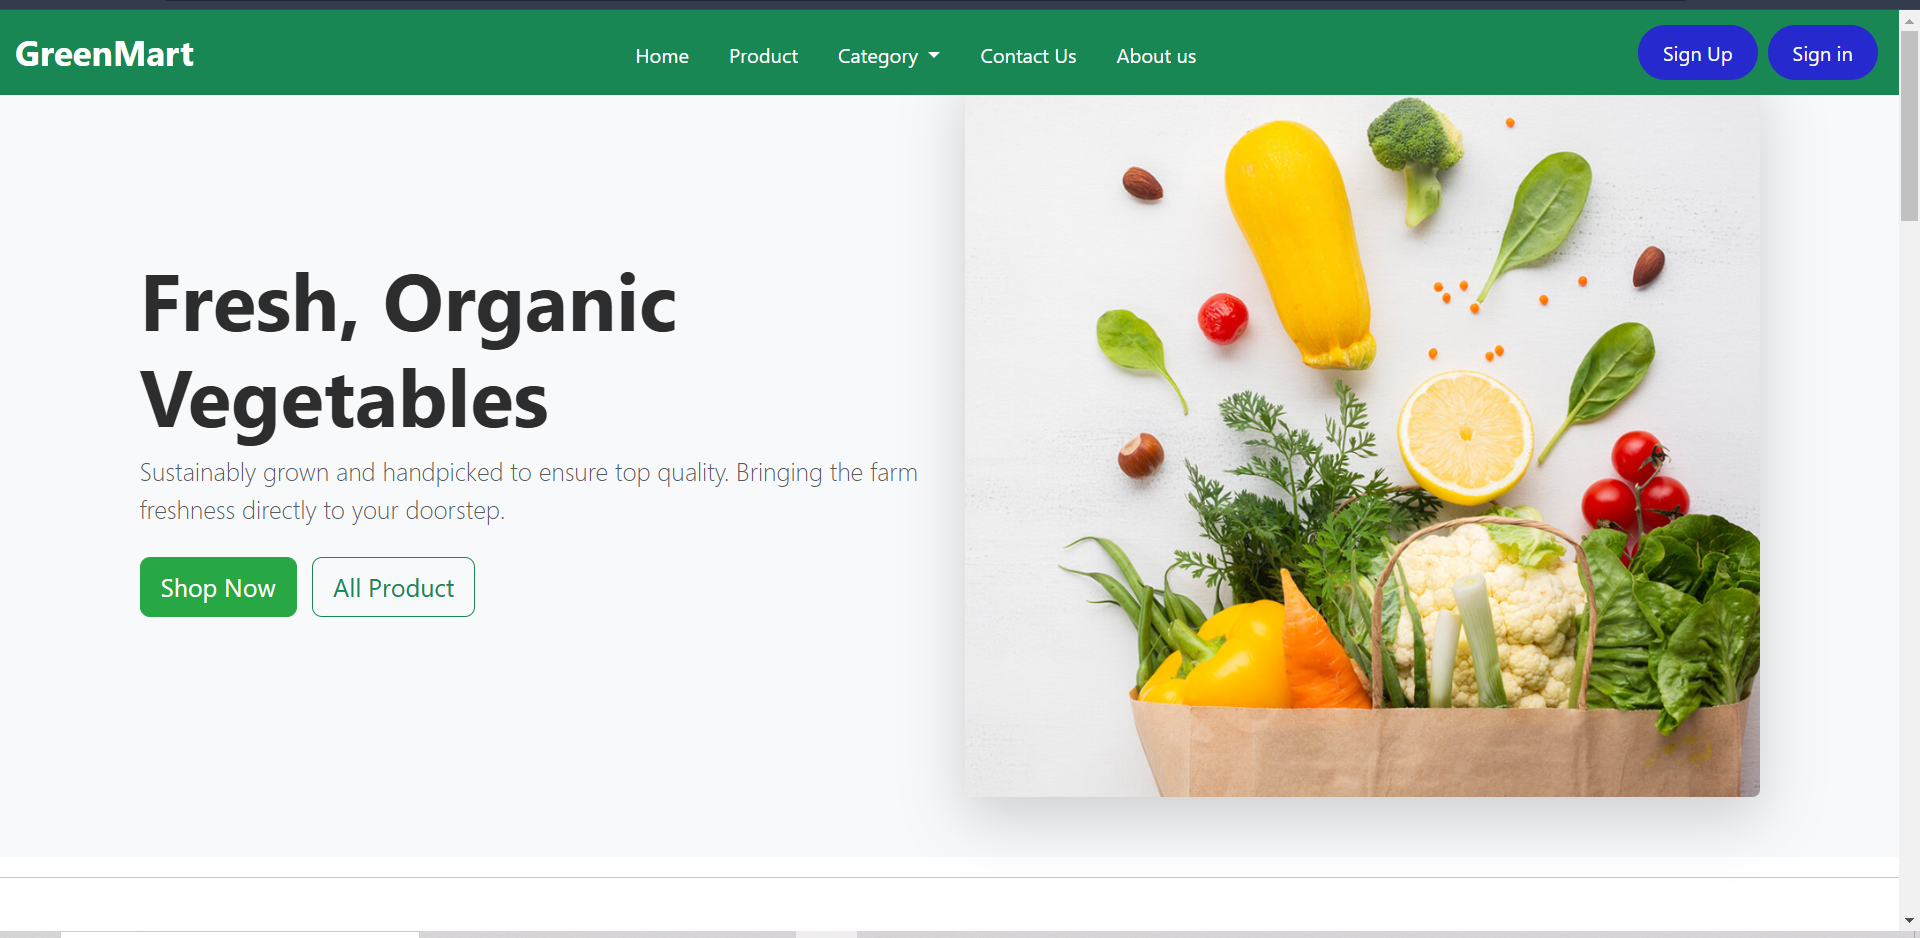 GreenMart
Home
Product
Category
Contact Us
About us
Sign Up
Sign in
Fresh, Organic
Vegetables
Sustainably grown and handpicked to ensure top quality. Bringing the farm
freshness directly to your doorstep.
Shop Now
All Product